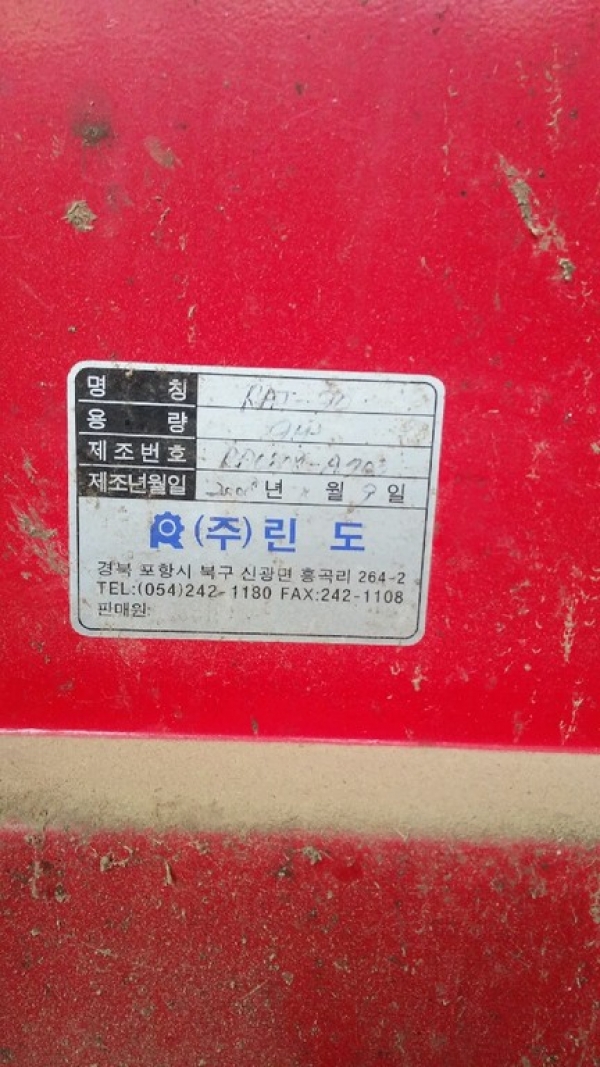 명 칭
용 량
제조번호
제조년월일 년 월 9 일
(주)린 도
경북 포항시 북구 신광면 흥곡리 264-2
TEL:(054)242-1180 FAX:242-1108
판매원: